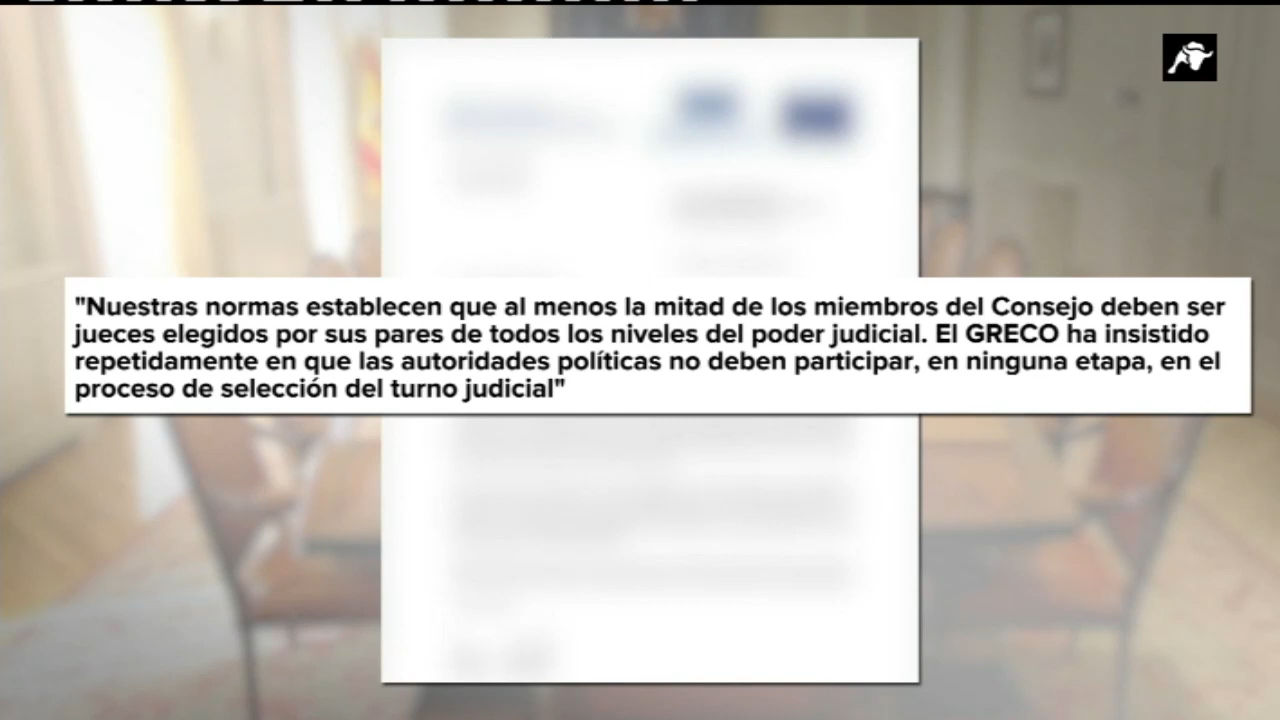 "Nuestras normas establecen que al menos la mitad de los miembros del Consejo deben ser
jueces elegidos por sus pares de todos los niveles del poder judicial. El GRECO ha insistido
repetidamente en que las autoridades políticas no deben participar, en ninguna etapa, en el
proceso de selección del turno judicial"